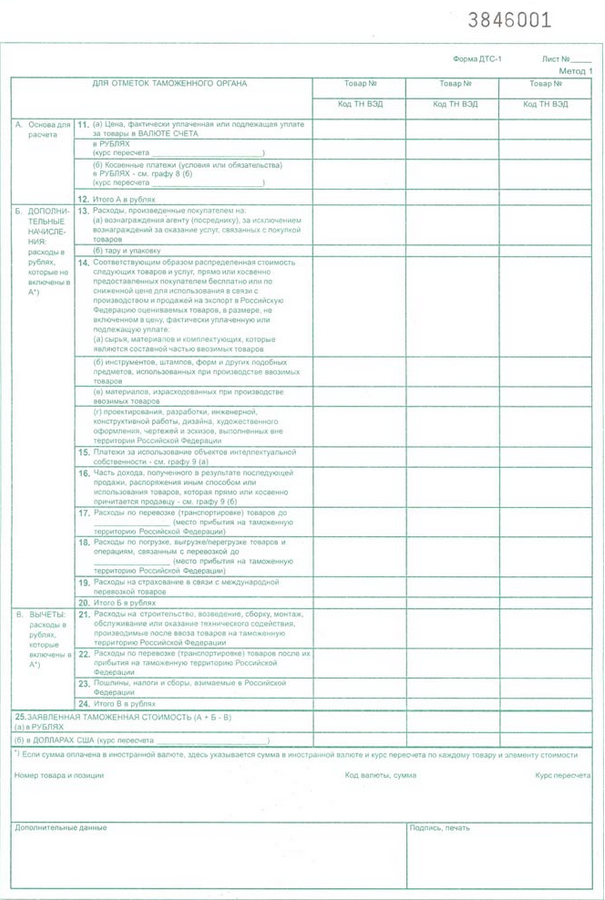 3846001
Форма ДТС-1 Лист №_____
Метод 1
ДЛЯ ОТМЕТОК ТАМОЖЕННОГО ОРГАНА
Товар № Товар № Товар №
Код ТН ВЭД Код ТН ВЭД Код ТН ВЭД
А. Основа для
расчета
11. (а) Цена, фактически уплаченная или подлежащая уплате
за товары в ВАЛЮТЕ СЧЕТА
в РУБЛЯХ
(курс пересчета ____________________)
(б) Косвенные платежи (условия или обязательства)
в РУБЛЯХ - см. графу 8 (б)
(курс пересчета ____________________)
12. Итого А в рублях
Б. ДОПОЛНИ-
ТЕЛЬНЫЕ
НАЧИСЛЕ-
НИЯ:
расходы в
рублях,
которые не
включены в
А*)
13. Расходы, произведенные покупателем на:
(а) вознаграждения агенту (посреднику), за исключением
вознаграждений за оказание услуг, связанных с покупкой
товаров
(б) тару и упаковку
14. Соответствующим образом распределенная стоимость
следующих товаров и услуг, прямо или косвенно
предоставленных покупателем бесплатно или по
сниженной цене для использования в связи с
производством и продажей на экспорт в Российскую
Федерацию оцениваемых товаров, в размере, не
включенном в цену, фактически уплаченную или
подлежащую уплате:
(а) сырья, материалов и комплектующих, которые
являются составной частью ввозимых товаров
(б) инструментов, штампов, форм и других подобных
предметов, использованных при производстве ввозимых
товаров
(в) материалов, израсходованных при производстве
ввозимых товаров
(г) проектирования, разработки, инженерной,
конструктивной работы, дизайна, художественного
оформления, чертежей и эскизов, выполненных вне
территории Российской Федерации
15. Платежи за использование объектов интеллектуальной
собственности - см. графу 9 (а)
16. Часть дохода, полученного в результате последующей
продажи, распоряжения иным способом или
использования товаров, которая прямо или косвенно
причитается продавцу - см. графу 9 (б)
17. Расходы по перевозке (транспортировке) товаров до
______________ (место прибытия на таможенную
территорию Российской Федерации)
18. Расходы по погрузке, выгрузке/перегрузке товаров и
операциям, связанным с перевозкой до
______________ (место прибытия на таможенную
территорию Российской Федерации)
19. Расходы на страхование в связи с международной
перевозкой товаров
20. Итого Б в рублях
В. ВЫЧЕТЫ:
расходы в
рублях,
которые
включены в
А*)
21. Расходы на строительство, возведение, сборку, монтаж,
обслуживание или оказание технического содействия,
производимые после ввоза товаров на таможенную
территорию Российской Федерации
22. Расходы по перевозке (транспортировке) товаров после их
прибытия на таможенную территорию Российской
Федерации
23. Пошлины, налоги и сборы, взимаемые в Российской
Федерации
24. Итого В в рублях
25.ЗАЯВЛЕННАЯ ТАМОЖЕННАЯ СТОИМОСТЬ (А + Б - В)
(а) в РУБЛЯХ
(б) в ДОЛЛАРАХ США (курс пересчета ____________________)
*) Если сумма оплачена в иностранной валюте, здесь указывается сумма в иностранной валюте и курс пересчета по каждому товару и элементу стоимости
Номер товара и позиции Код валюты, сумма Курс пересчета
Дополнительные данные Подпись, печать